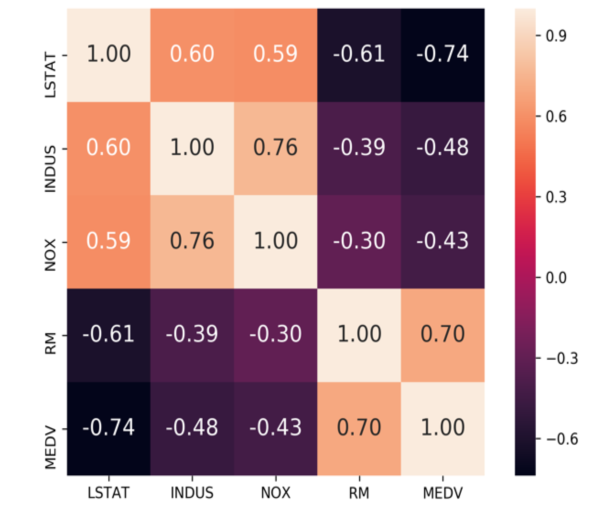 LSTAT 1.00 0.60 0.59 -0.61 -0.74
INDUS 0.60 1.00 0.76 -0.39 -0.48
NOX 0.59 0.76 1.00 -0.30 -0.43
RM -0.61 -0.39 -0.30 1.00 0.70
MEDV -0.74 -0.48 -0.43 0.70 1.00
LSTAT INDUS NOX RM MEDV
0.9
0.6
0.3
0.0
−0.3
−0.6